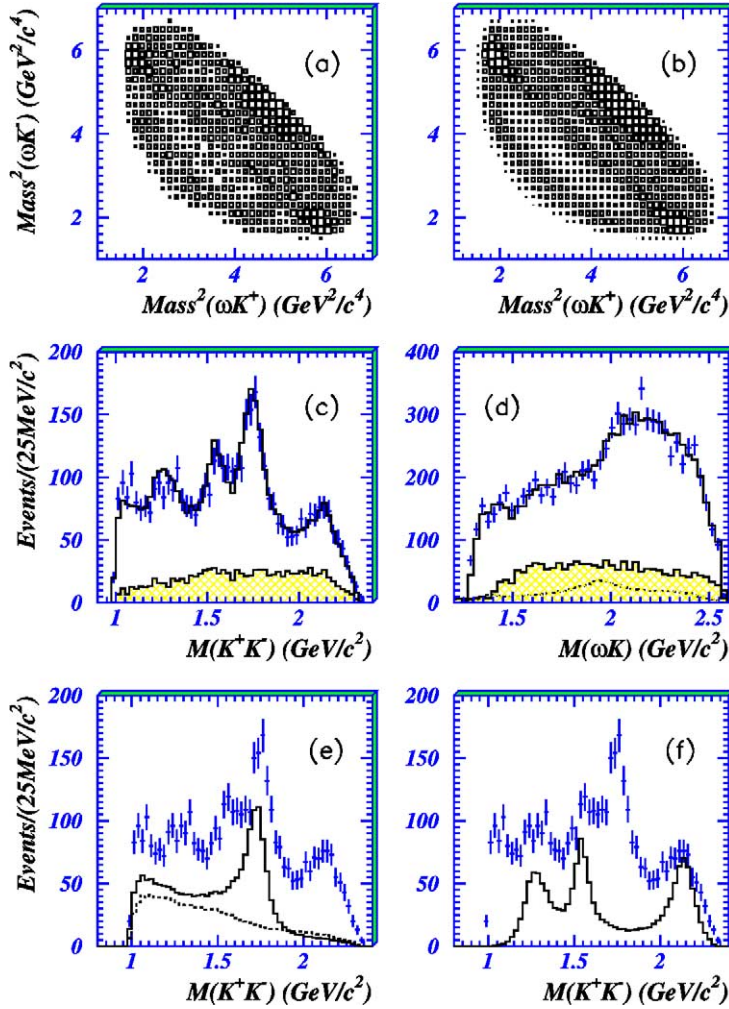 Mass²(ωK⁻) (GeV²/c⁴)
6
4
2
(a)
2 4 6
Mass²(ωK⁺) (GeV²/c⁴)
6
4
2
(b)
2 4 6
Mass²(ωK⁺) (GeV²/c⁴)
Events/(25MeV/c²)
200
150
100
50
0
(c)
1 1.5 2
M(K⁺K⁻) (GeV/c²)
400
300
200
100
0
(d)
1.5 2 2.5
M(ωK) (GeV/c²)
Events/(25MeV/c²)
200
150
100
50
0
(e)
1 1.5 2
M(K⁺K⁻) (GeV/c²)
200
150
100
50
0
(f)
1 1.5 2
M(K⁺K⁻) (GeV/c²)